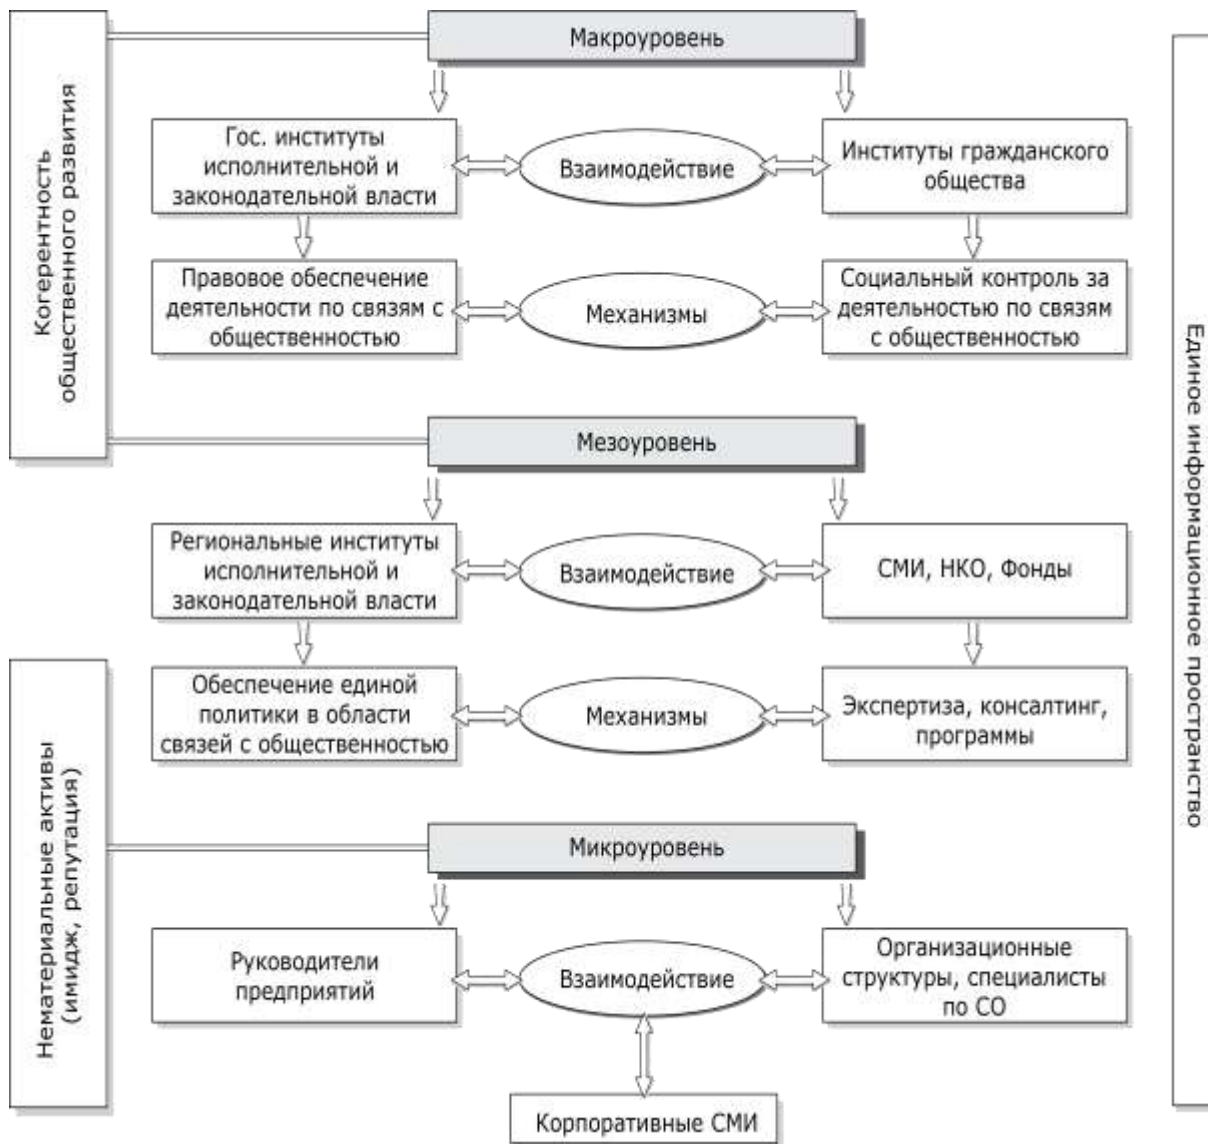 Макроуровень
Когерентность
общественного развития
Гос. институты
исполнительной и
законодательной власти
Взаимодействие
Институты гражданского
общества
Правовое обеспечение
деятельности по связям с
общественностью
Механизмы
Социальный контроль за
деятельностью по связям
с общественностью
Единое информационное пространство
Мезоуровень
Региональные институты
исполнительной и
законодательной власти
Взаимодействие
СМИ, НКО, Фонды
Обеспечение единой
политики в области
связей с общественностью
Механизмы
Экспертиза, консалтинг,
программы
Нематериальные активы
(имидж, репутация)
Микроуровень
Руководители
предприятий
Взаимодействие
Организационные
структуры, специалисты
по СО
Корпоративные СМИ